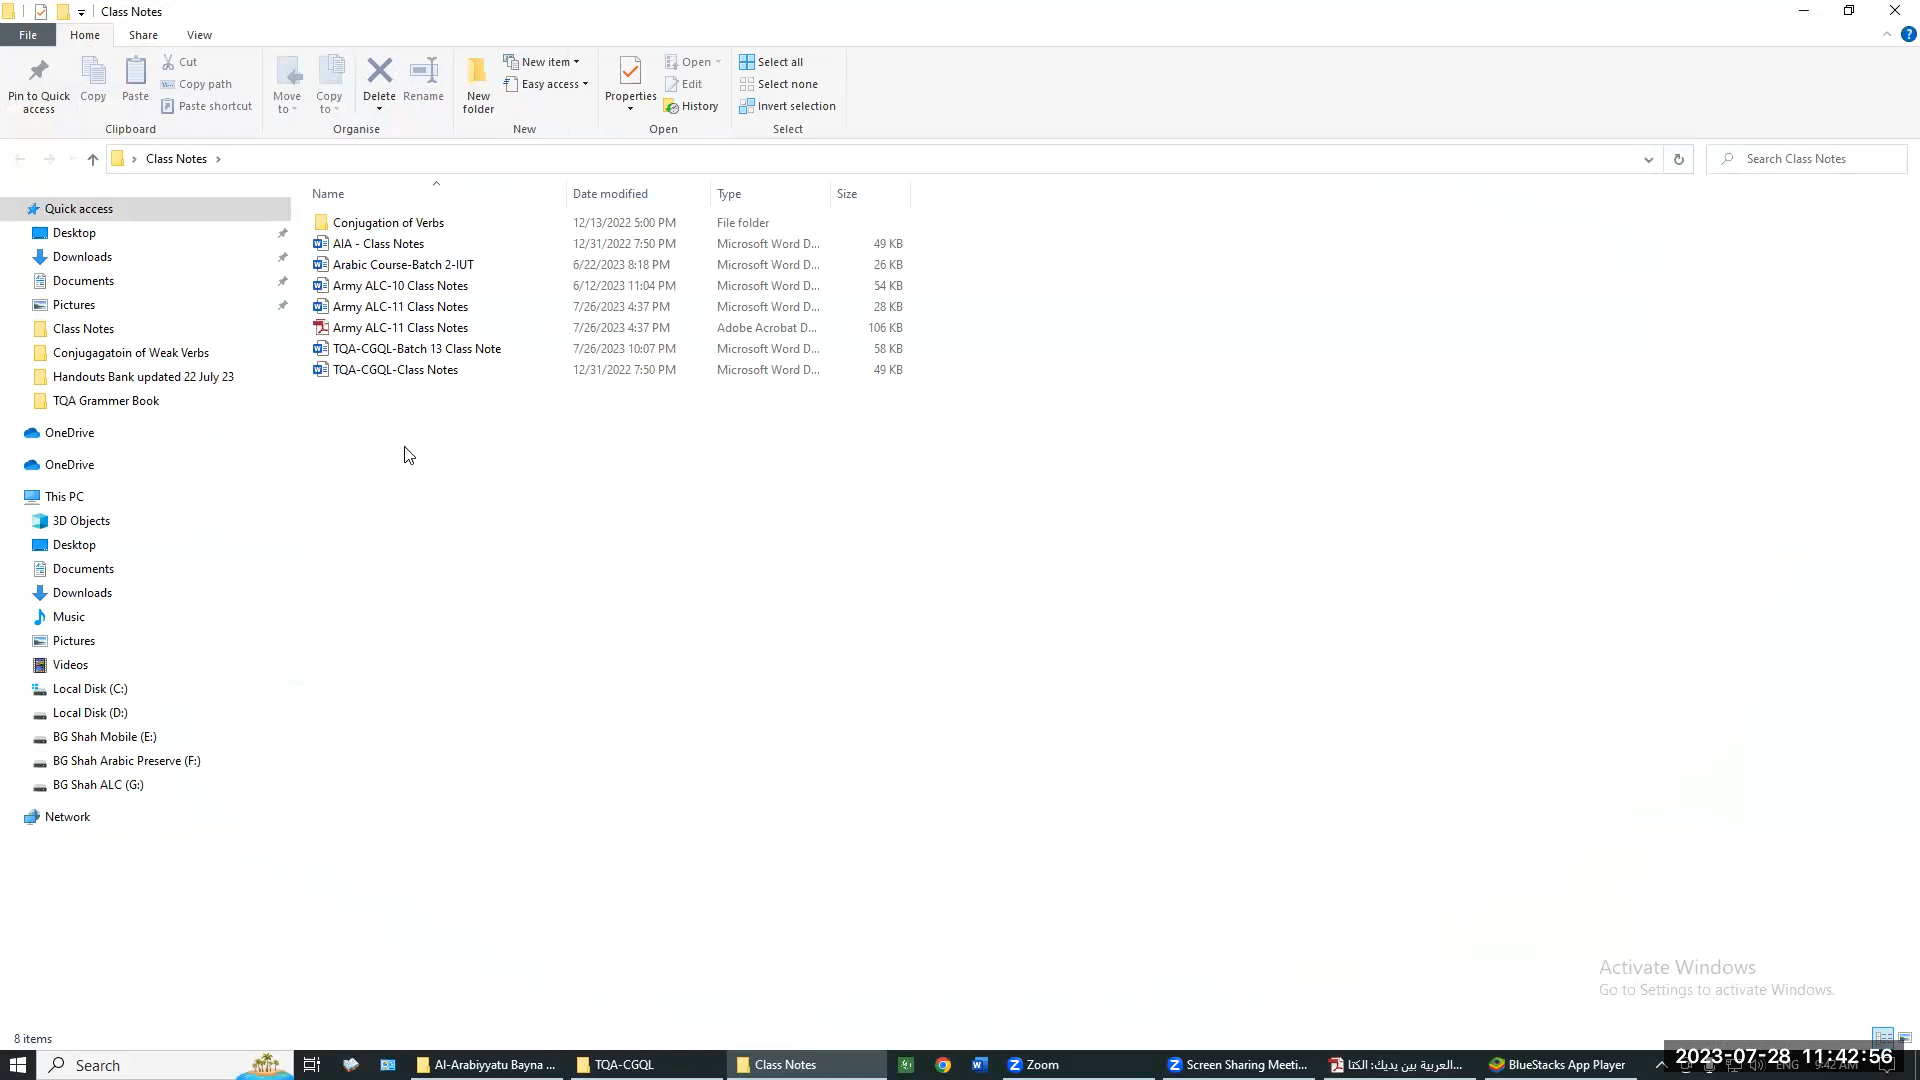 Class Notes
File Home Share View
Pin to Quick access
Copy
Paste
Cut
Copy path
Paste shortcut
Clipboard
Move to
Copy to
Delete
Rename
Organise
New folder
New item
Easy access
New
Properties
Open
Edit
History
Open
Select all
Select none
Invert selection
Select
Class Notes
Search Class Notes
Name Date modified Type Size
Conjugation of Verbs 12/13/2022 5:00 PM File folder
AIA - Class Notes 12/31/2022 7:50 PM Microsoft Word D... 49 KB
Arabic Course-Batch 2-IUT 6/22/2023 8:18 PM Microsoft Word D... 26 KB
Army ALC-10 Class Notes 6/12/2023 11:04 PM Microsoft Word D... 54 KB
Army ALC-11 Class Notes 7/26/2023 4:37 PM Microsoft Word D... 28 KB
Army ALC-11 Class Notes 7/26/2023 4:37 PM Adobe Acrobat D... 106 KB
TQA-CGQL-Batch 13 Class Note 7/26/2023 10:07 PM Microsoft Word D... 58 KB
TQA-CGQL-Class Notes 12/31/2022 7:50 PM Microsoft Word D... 49 KB
Quick access
Desktop
Downloads
Documents
Pictures
Class Notes
Conjugagatoin of Weak Verbs
Handouts Bank updated 22 July 23
TQA Grammer Book
OneDrive
OneDrive
This PC
3D Objects
Desktop
Documents
Downloads
Music
Pictures
Videos
Local Disk (C:)
Local Disk (D:)
BG Shah Mobile (E:)
BG Shah Arabic Preserve (F:)
BG Shah ALC (G:)
Network
Activate Windows
Go to Settings to activate Windows.
8 items
Search
Al-Arabiyyatu Bayna ...
TQA-CGQL
Class Notes
Zoom
Screen Sharing Meeti...
العربية بين يديك: الكتا...
BlueStacks App Player
2023-07-28 11:42:56
ENG 9:42 AM